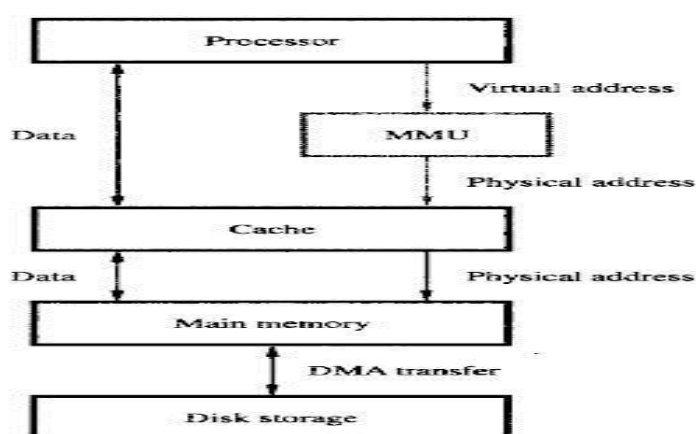 Processor
Virtual address
Data
MMU
Physical address
Cache
Data
Physical address
Main memory
DMA transfer
Disk storage